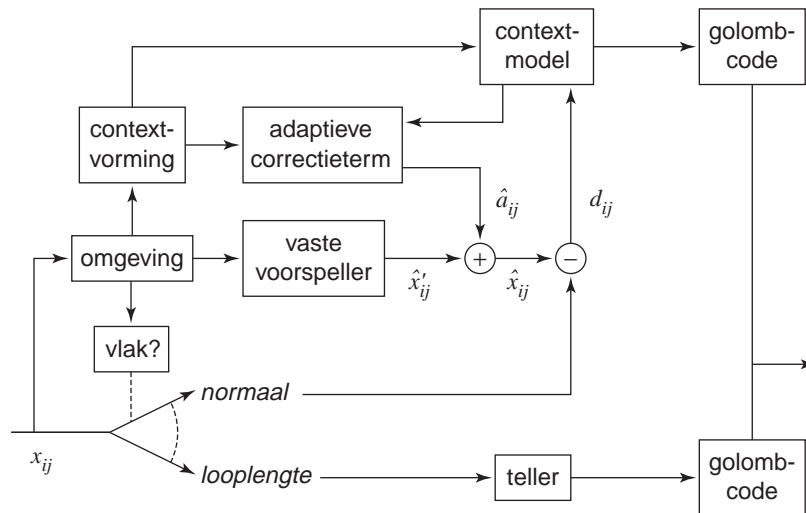 context-
model
golomb-
code
context-
vorming
adaptieve
correctieterm
â_ij
d_ij
omgeving
vaste
voorspeller
x̂′_ij
+
x̂_ij
−
vlak?
normaal
x_ij
looplengte
teller
golomb-
code